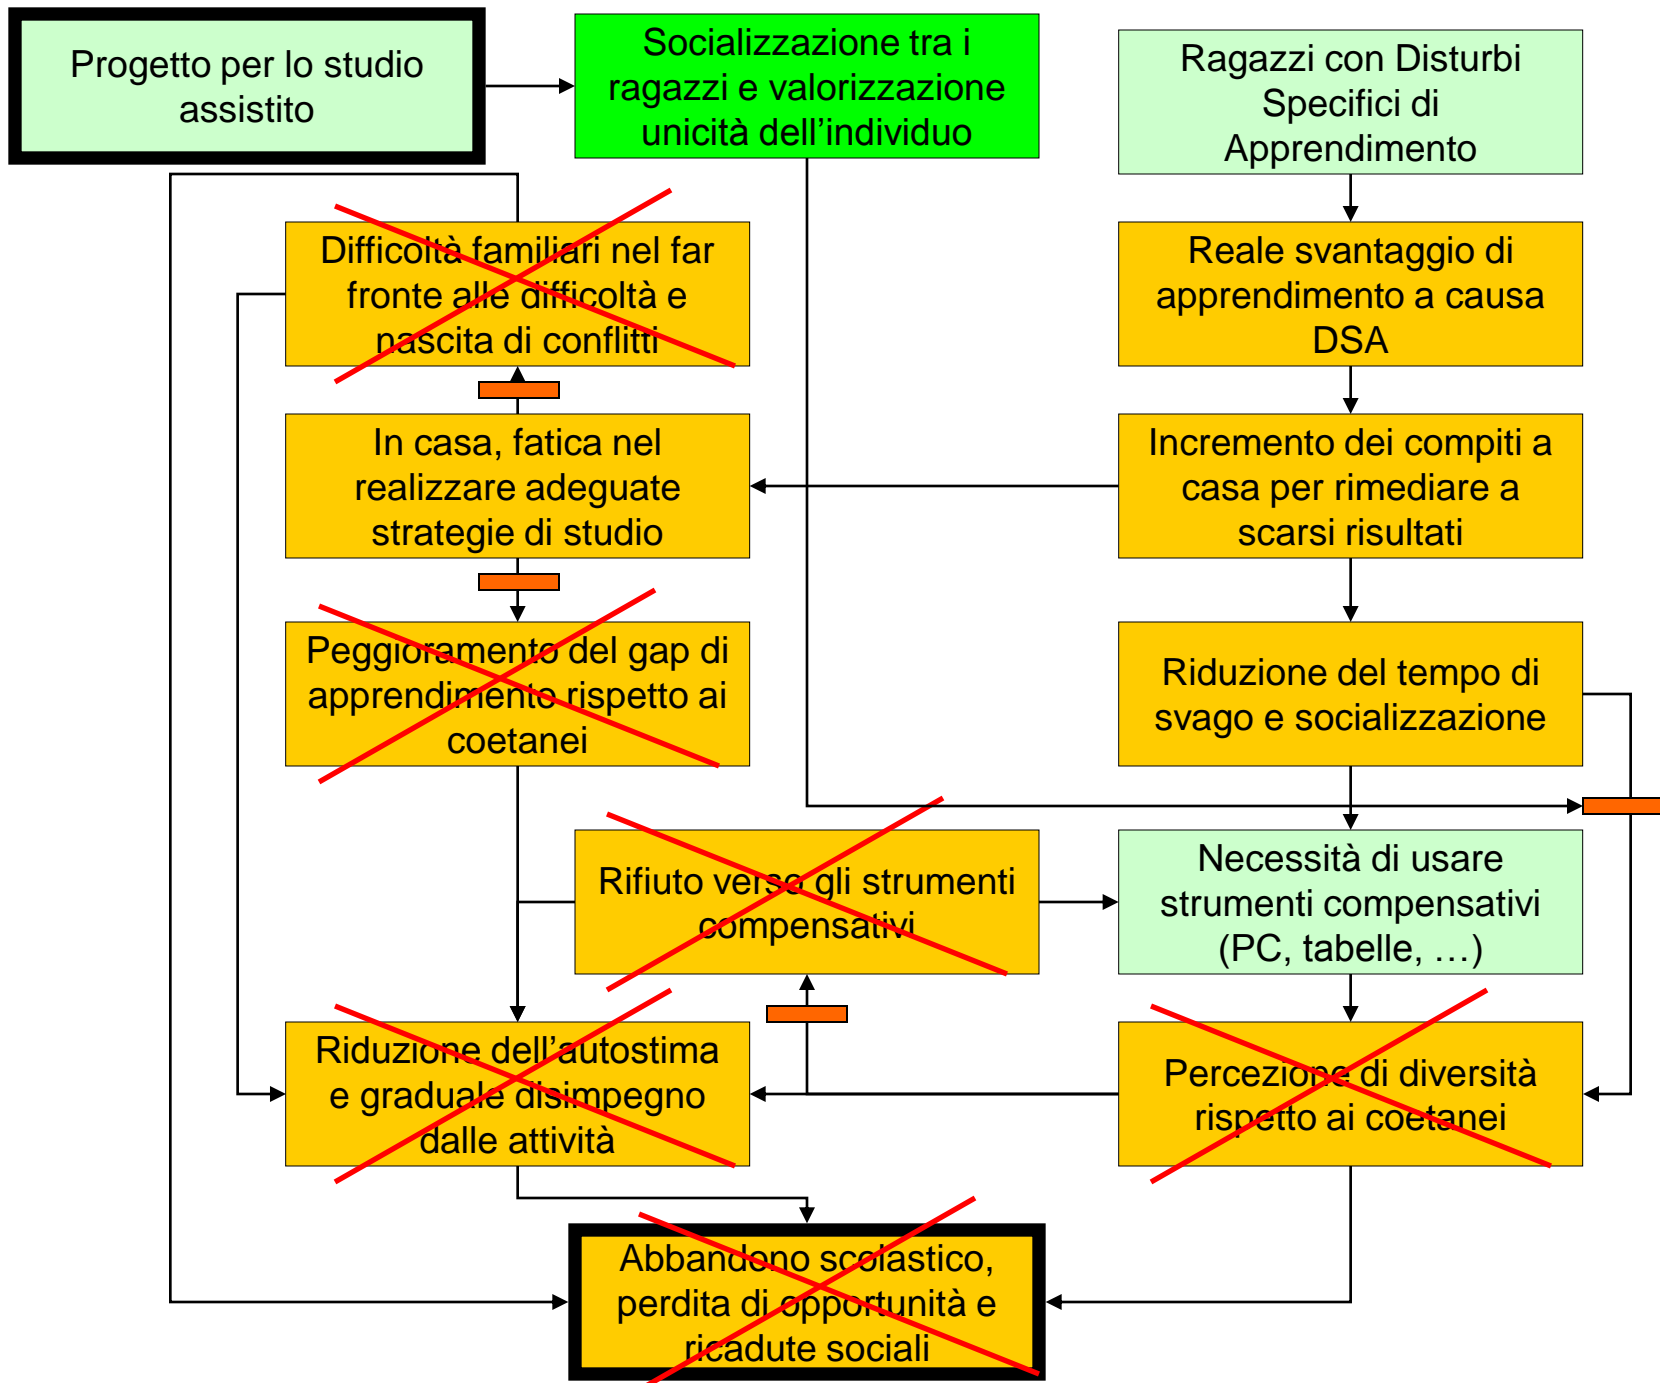 Progetto per lo studio
assistito
Socializzazione tra i
ragazzi e valorizzazione
unicità dell’individuo
Ragazzi con Disturbi
Specifici di
Apprendimento
Difficoltà familiari nel far
fronte alle difficoltà e
nascita di conflitti
Reale svantaggio di
apprendimento a causa
DSA
In casa, fatica nel
realizzare adeguate
strategie di studio
Incremento dei compiti a
casa per rimediare a
scarsi risultati
Peggioramento del gap di
apprendimento rispetto ai
coetanei
Riduzione del tempo di
svago e socializzazione
Rifiuto verso gli strumenti
compensativi
Necessità di usare
strumenti compensativi
(PC, tabelle, …)
Riduzione dell’autostima
e graduale disimpegno
dalle attività
Percezione di diversità
rispetto ai coetanei
Abbandono scolastico,
perdita di opportunità e
ricadute sociali